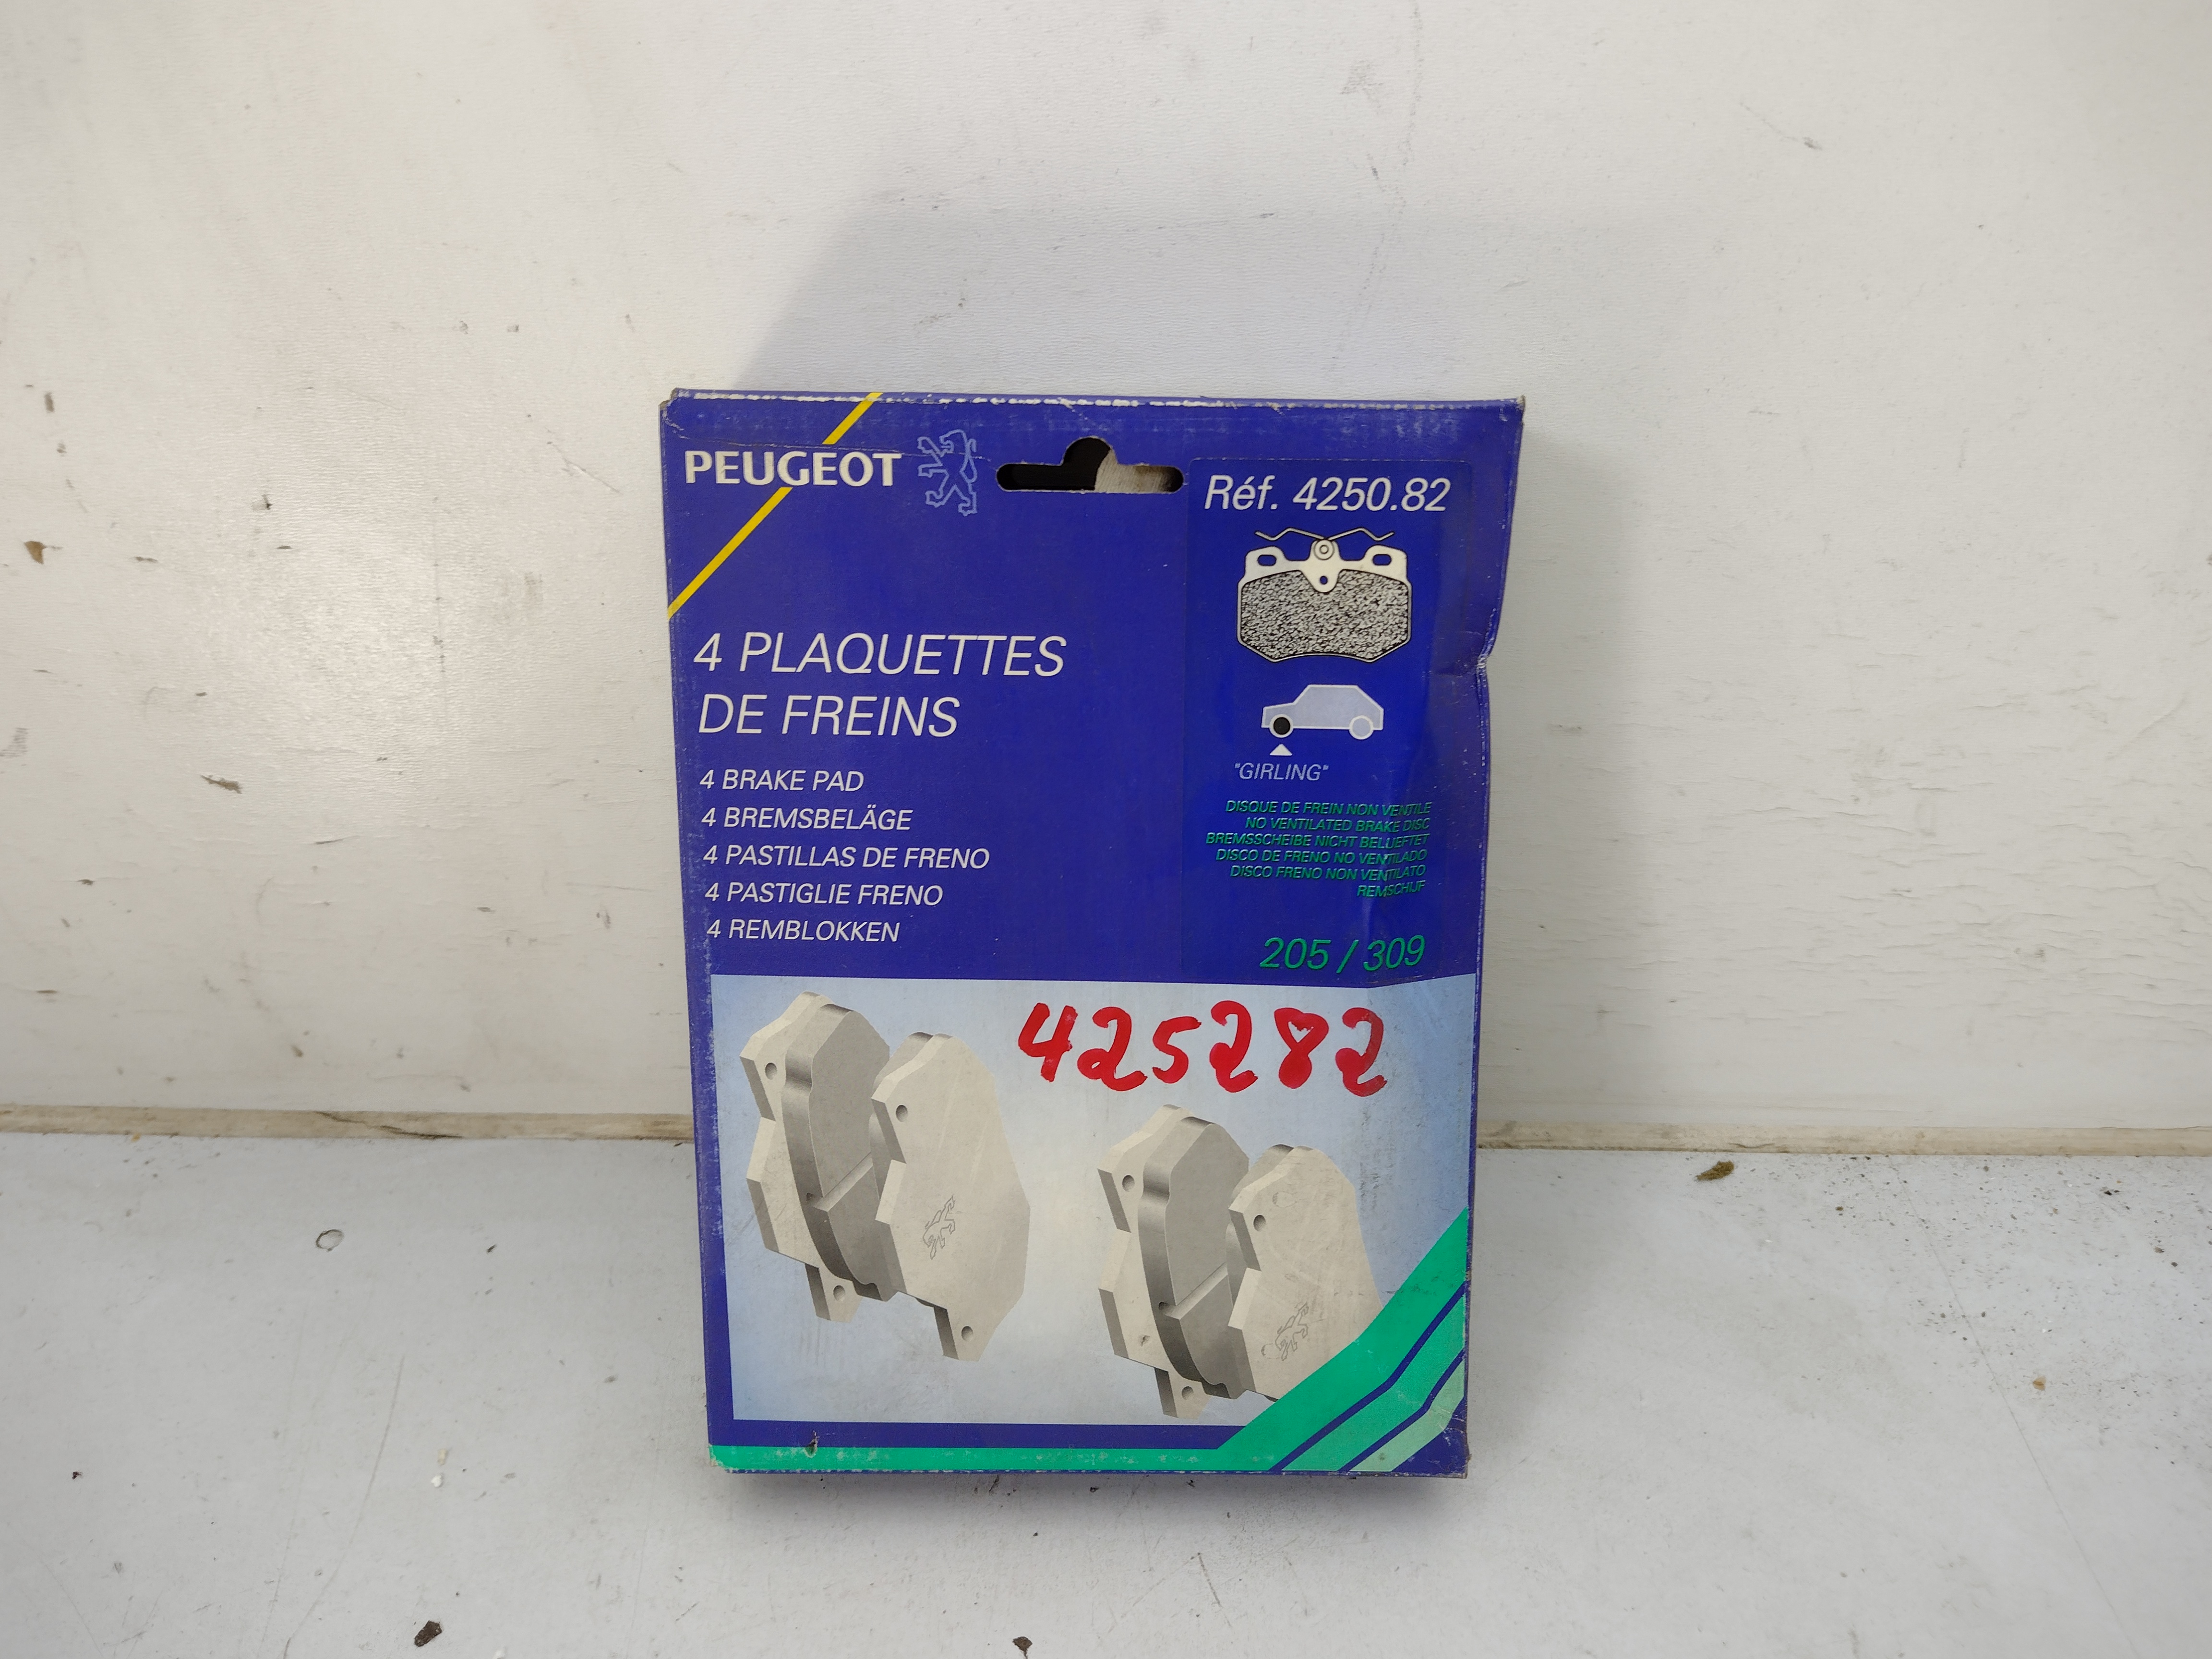 PEUGEOT
Réf. 4250.82
4 PLAQUETTES
DE FREINS
4 BRAKE PAD
4 BREMSBELÄGE
4 PASTILLAS DE FRENO
4 PASTIGLIE FRENO
4 REMBLOKKEN
"GIRLING"
DISQUE DE FREIN NON VENTILE
NO VENTILATED BRAKE DISC
BREMSSCHEIBE NICHT BELUEFTET
DISCO DE FRENO NO VENTILADO
DISCO FRENO NON VENTILATO
REMSCHIJF
205 / 309
425282